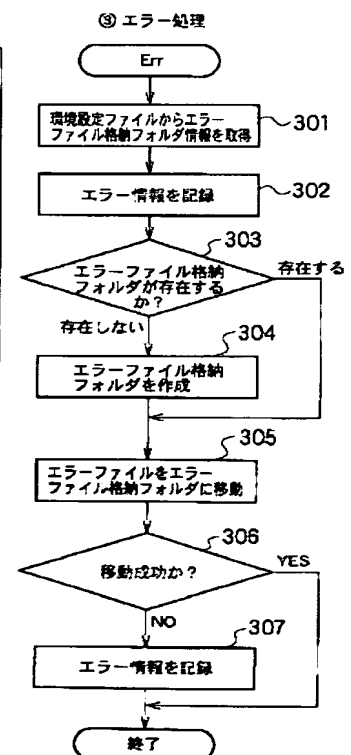 ③ エラー処理
Err
環境設定ファイルからエラー
ファイル格納フォルダ情報を取得
301
エラー情報を記録
302
303
エラーファイル格納
フォルダが存在する
か？
存在する
存在しない
304
エラーファイル格納
フォルダを作成
305
エラーファイルをエラー
ファイル格納フォルダに移動
306
移動成功か？
YES
NO
307
エラー情報を記録
終了